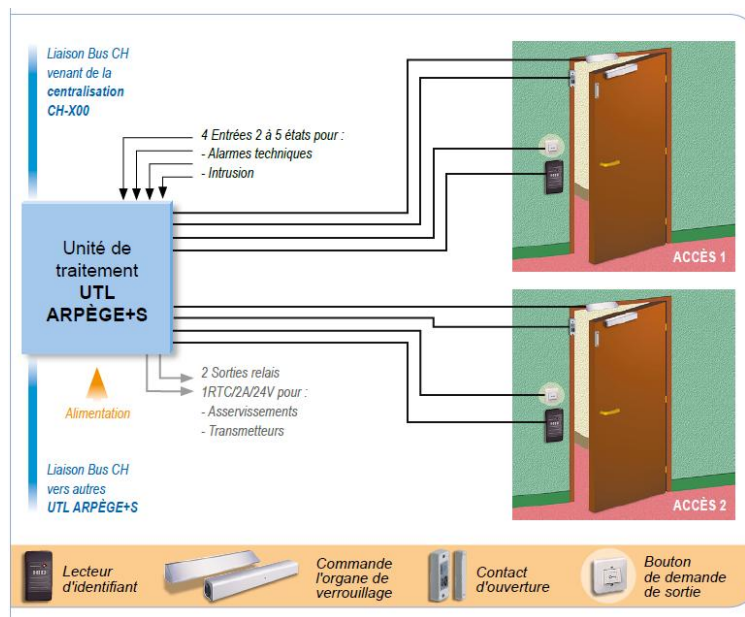 Liaison Bus CH
venant de la
centralisation
CH-X00
4 Entrées 2 à 5 états pour :
- Alarmes techniques
- Intrusion
Unité de
traitement
UTL
ARPÈGE+S
ACCÈS 1
2 Sorties relais
1RTC/2A/24V pour :
- Asservissements
- Transmetteurs
Alimentation
Liaison Bus CH
vers autres
UTL ARPÈGE+S
ACCÈS 2
HID
Lecteur
d'identifiant
Commande
l'organe de
verrouillage
Contact
d'ouverture
Bouton
de demande
de sortie